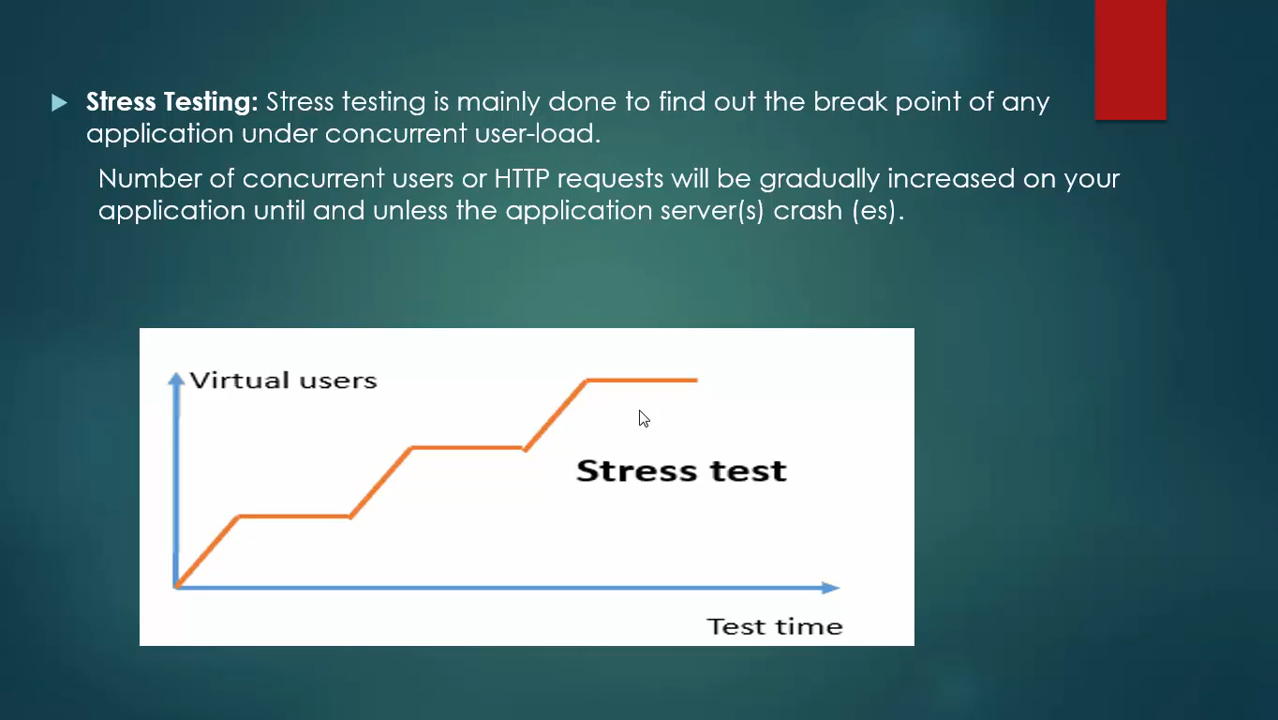 Stress Testing: Stress testing is mainly done to find out the break point of any
application under concurrent user-load.
Number of concurrent users or HTTP requests will be gradually increased on your
application until and unless the application server(s) crash (es).
Virtual users
Stress test
Test time